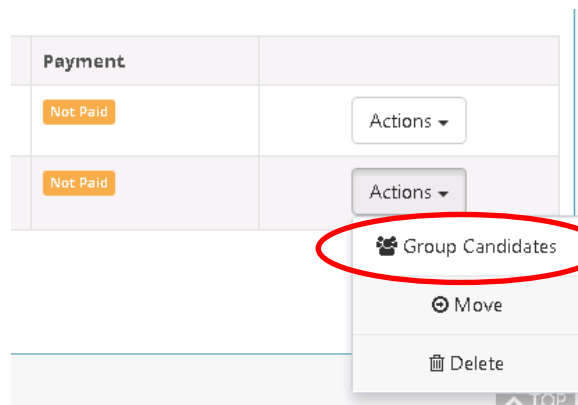 Payment
Not Paid
Actions
Not Paid
Actions
Group Candidates
Move
Delete
TOP